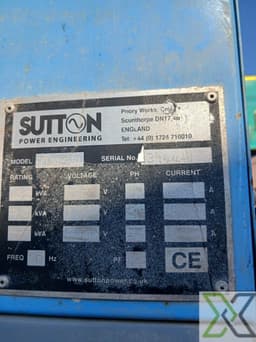 SUTTON
POWER ENGINEERING
Priory Works,
Scunthorpe DN17
ENGLAND
Tel: +44 (0) 1724 710010
MODEL SERIAL No.
RATING VOLTAGE PH CURRENT
kVA V A
kVA V A
kWA V A
FREQ Hz PF CE
www.suttonpower.co.uk